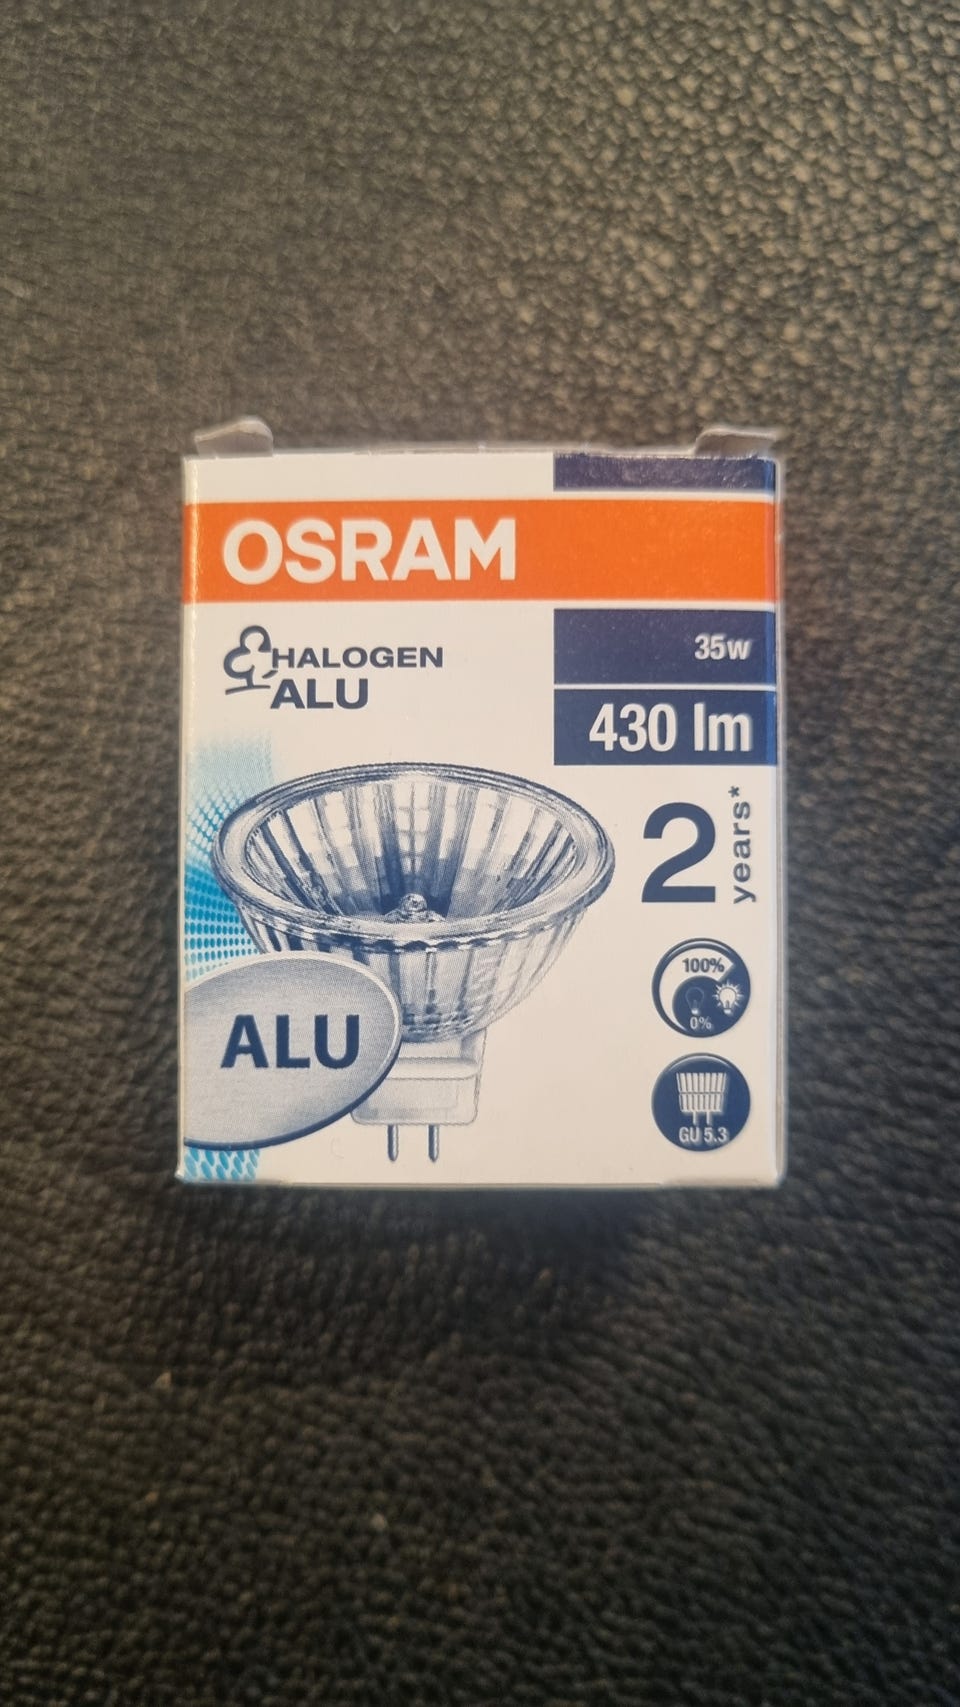 OSRAM
HALOGEN
ALU
35w
430 lm
2 years*
100%
0%
ALU
GU 5.3